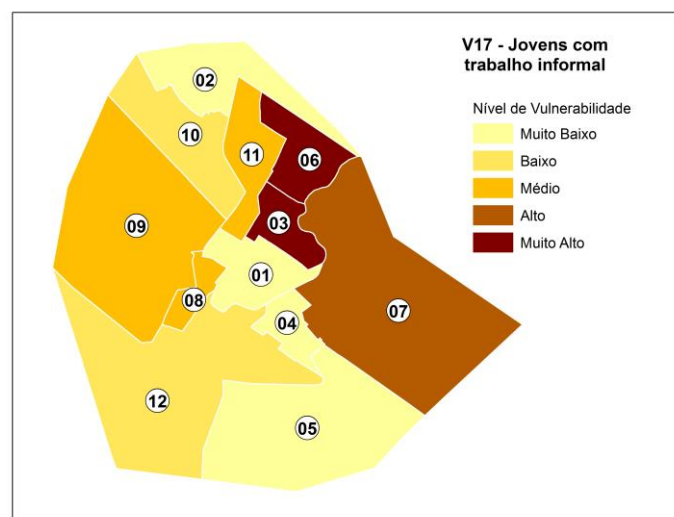 V17 - Jovens com
trabalho informal
Nível de Vulnerabilidade
Muito Baixo
Baixo
Médio
Alto
Muito Alto
02
10
11
06
09
03
01
08
04
07
12
05